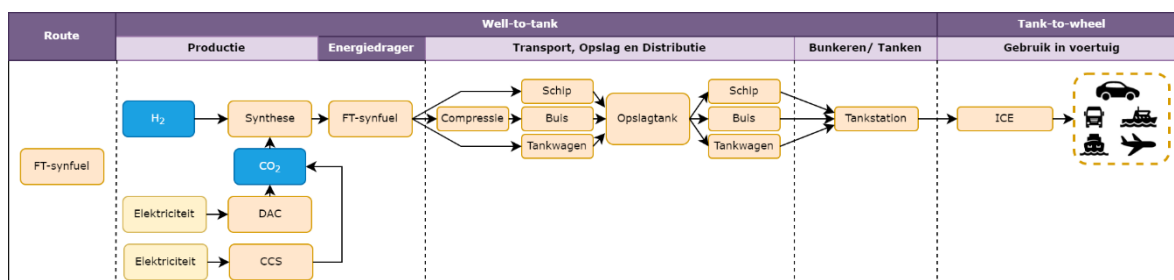 Route
Well-to-tank
Tank-to-wheel
Productie
Energiedrager
Transport, Opslag en Distributie
Bunkeren/ Tanken
Gebruik in voertuig
FT-synfuel
H₂
Synthese
FT-synfuel
CO₂
Elektriciteit
DAC
Elektriciteit
CCS
Compressie
Schip
Buis
Tankwagen
Opslagtank
Schip
Buis
Tankwagen
Tankstation
ICE